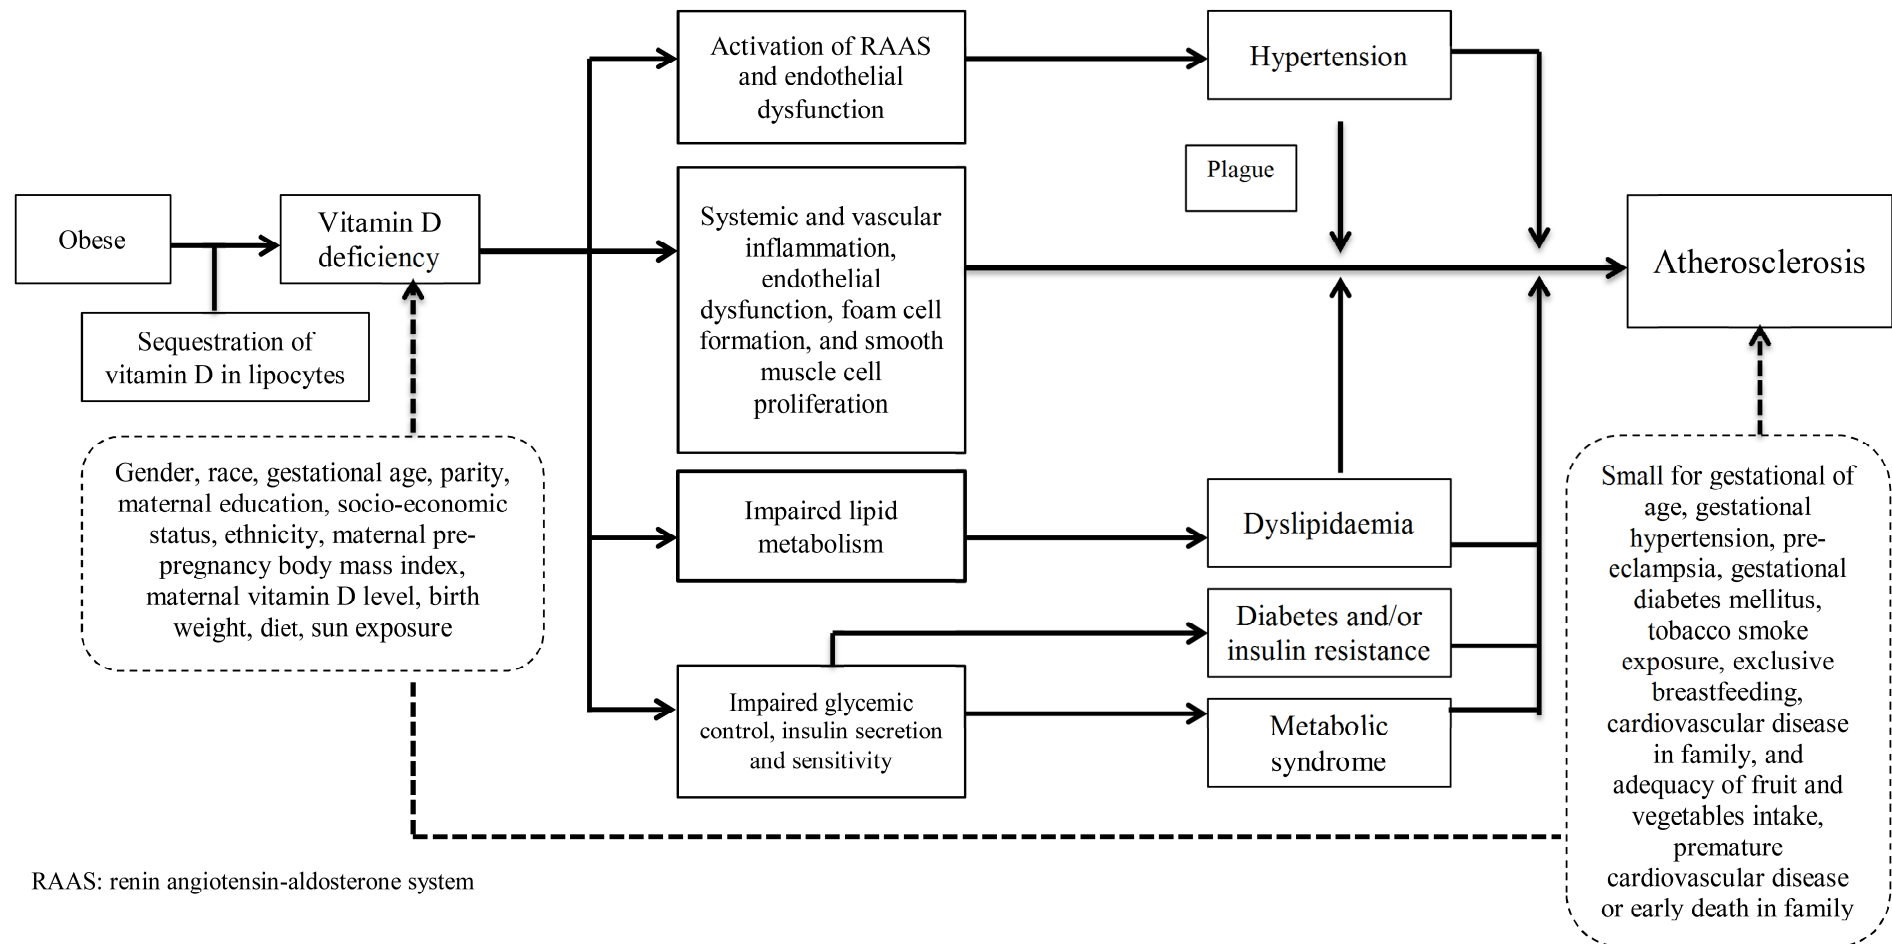 Obese
Sequestration of
vitamin D in lipocytes
Vitamin D
deficiency
Gender, race, gestational age, parity,
maternal education, socio-economic
status, ethnicity, maternal pre-
pregnancy body mass index,
maternal vitamin D level, birth
weight, diet, sun exposure
Activation of RAAS
and endothelial
dysfunction
Systemic and vascular
inflammation,
endothelial
dysfunction, foam cell
formation, and smooth
muscle cell
proliferation
Impaired lipid
metabolism
Impaired glycemic
control, insulin secretion
and sensitivity
Hypertension
Plague
Dyslipidaemia
Diabetes and/or
insulin resistance
Metabolic
syndrome
Atherosclerosis
Small for gestational of
age, gestational
hypertension, pre-
eclampsia, gestational
diabetes mellitus,
tobacco smoke
exposure, exclusive
breastfeeding,
cardiovascular disease
in family, and
adequacy of fruit and
vegetables intake,
premature
cardiovascular disease
or early death in family
RAAS: renin angiotensin-aldosterone system